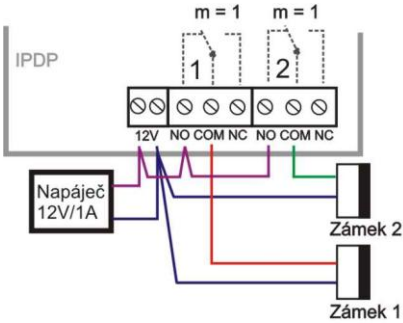 m = 1
m = 1
IPDP
1
2
12V
NO COM NC
NO COM NC
Napáječ
12V/1A
Zámek 2
Zámek 1